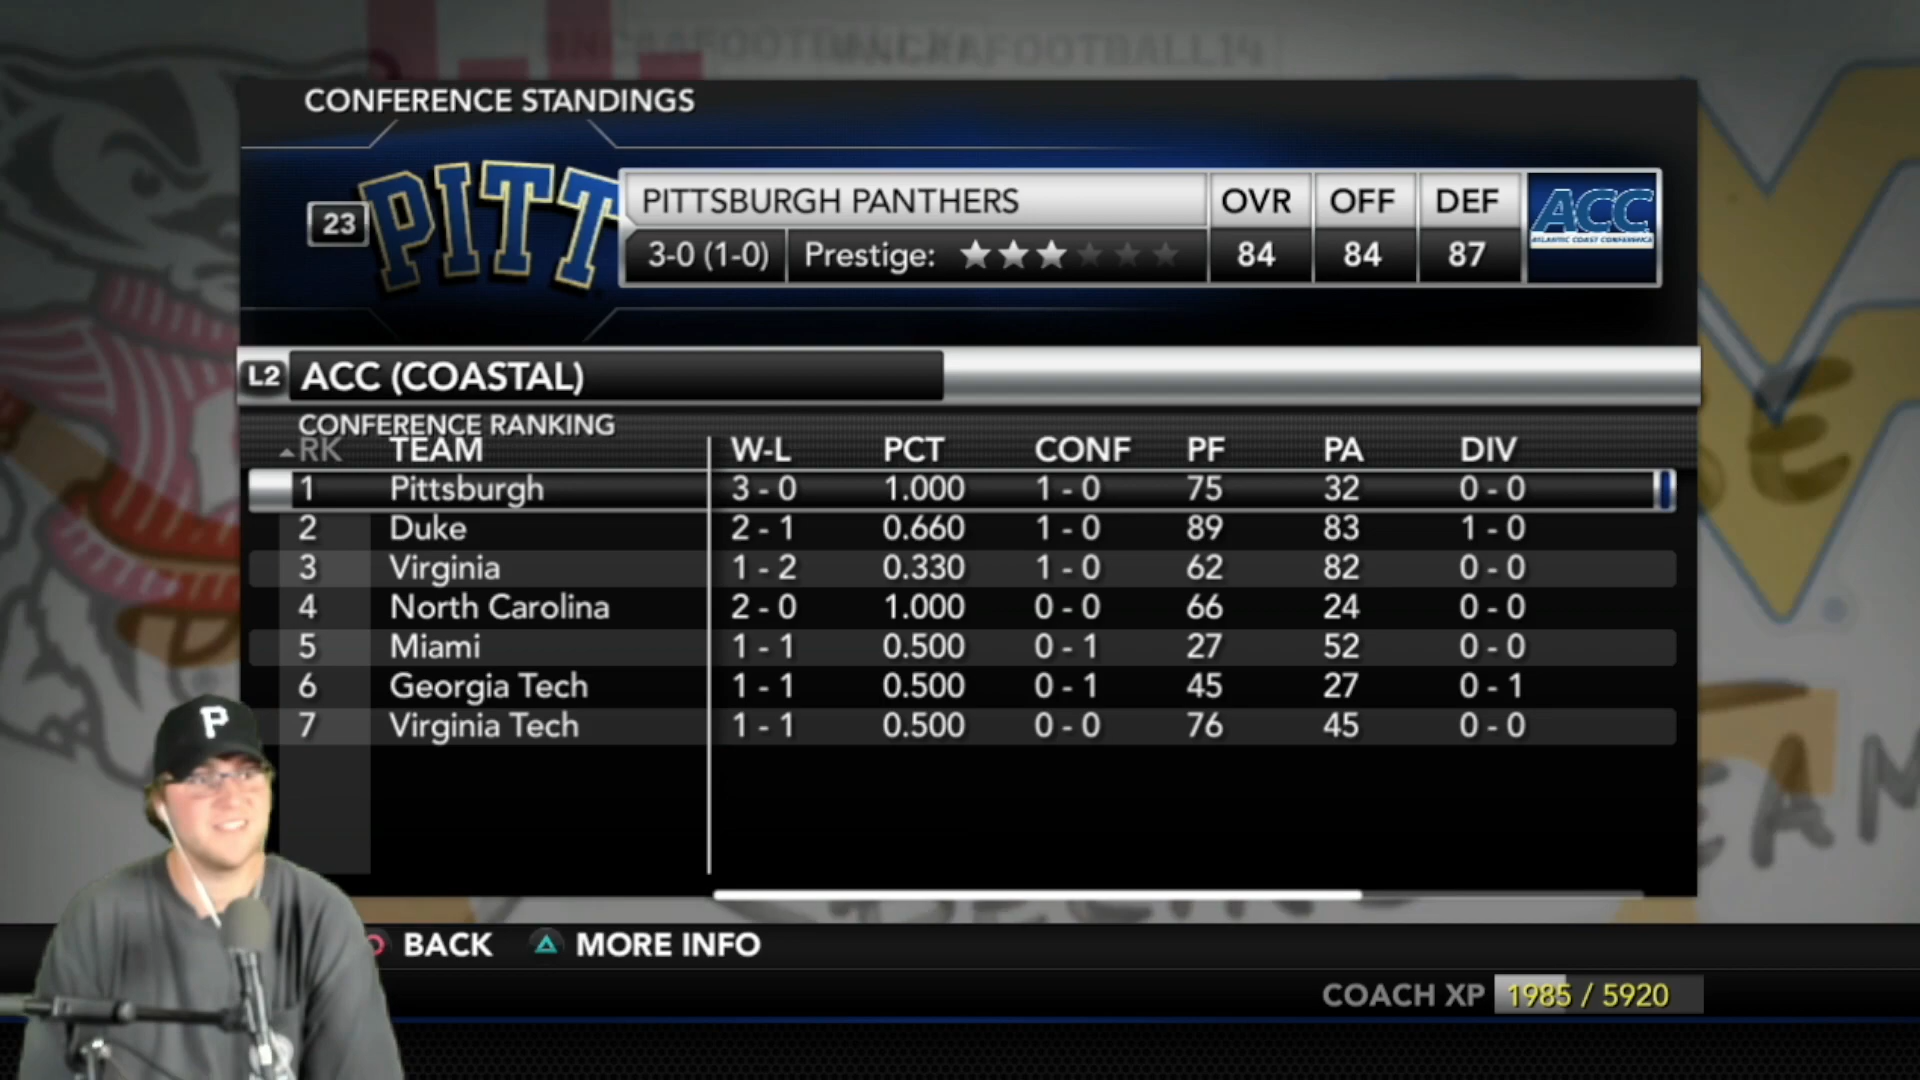 #NCAAFOOTBALL14
CONFERENCE STANDINGS
23 PITT PITTSBURGH PANTHERS OVR OFF DEF ACC
ATLANTIC COAST CONFERENCE
3-0 (1-0) Prestige: 84 84 87
L2 ACC (COASTAL)
CONFERENCE RANKING
RK TEAM W-L PCT CONF PF PA DIV
1 Pittsburgh 3 - 0 1.000 1 - 0 75 32 0 - 0
2 Duke 2 - 1 0.660 1 - 0 89 83 1 - 0
3 Virginia 1 - 2 0.330 1 - 0 62 82 0 - 0
4 North Carolina 2 - 0 1.000 0 - 0 66 24 0 - 0
5 Miami 1 - 1 0.500 0 - 1 27 52 0 - 0
6 Georgia Tech 1 - 1 0.500 0 - 1 45 27 0 - 1
7 Virginia Tech 1 - 1 0.500 0 - 0 76 45 0 - 0
P
BACK MORE INFO
COACH XP 1985 / 5920